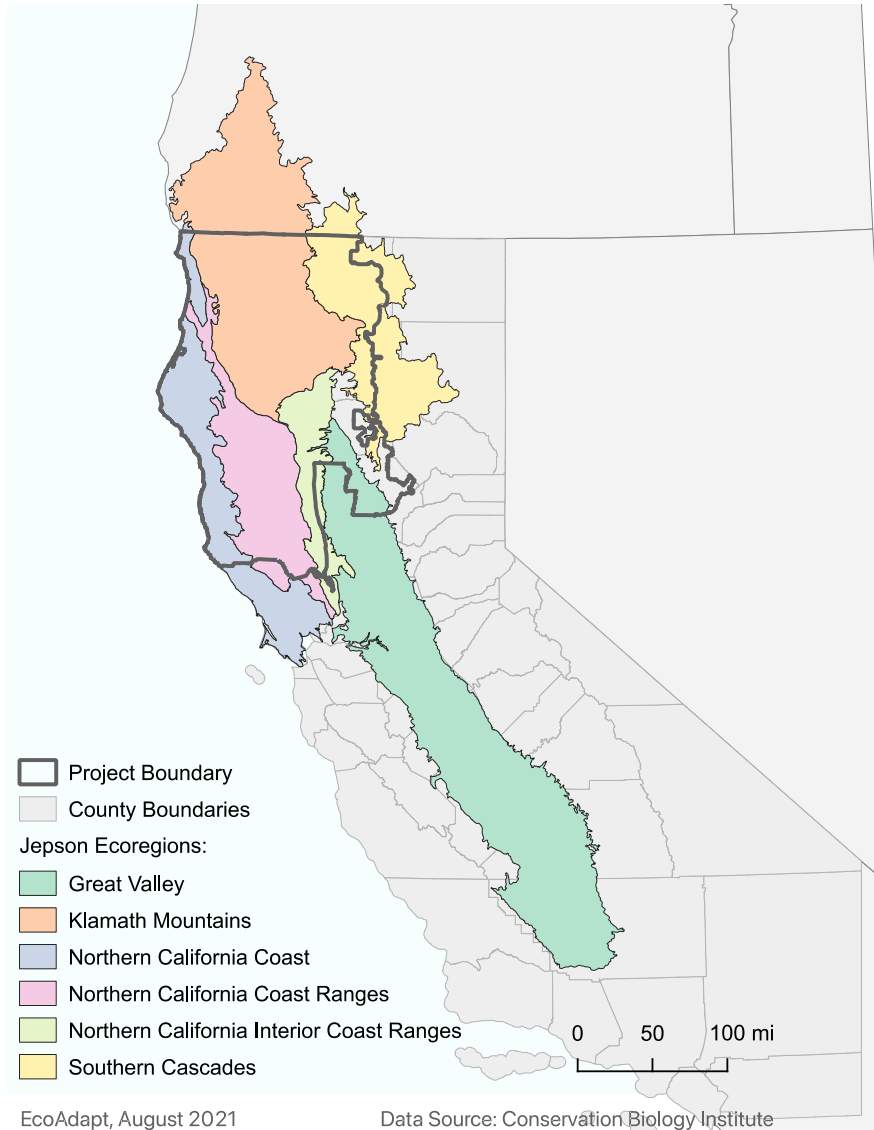 Project Boundary
County Boundaries
Jepson Ecoregions:
Great Valley
Klamath Mountains
Northern California Coast
Northern California Coast Ranges
Northern California Interior Coast Ranges
Southern Cascades
0 50 100 mi
EcoAdapt, August 2021
Data Source: Conservation Biology Institute